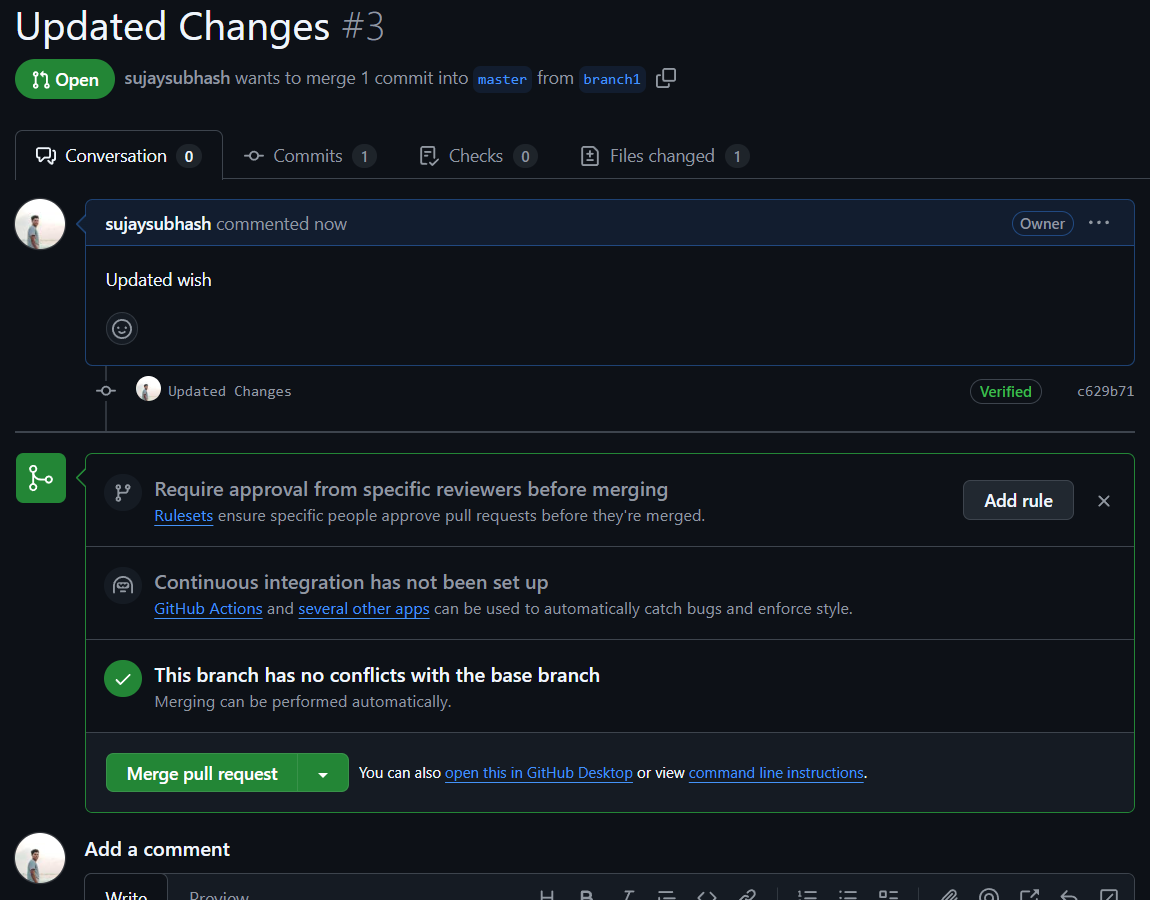 Updated Changes #3
Open sujaysubhash wants to merge 1 commit into master from branch1
Conversation 0 Commits 1 Checks 0 Files changed 1
sujaysubhash commented now Owner
Updated wish
Updated Changes Verified c629b71
Require approval from specific reviewers before merging
Rulesets ensure specific people approve pull requests before they're merged.
Add rule
Continuous integration has not been set up
GitHub Actions and several other apps can be used to automatically catch bugs and enforce style.
This branch has no conflicts with the base branch
Merging can be performed automatically.
Merge pull request You can also open this in GitHub Desktop or view command line instructions.
Add a comment
Write Preview H B I